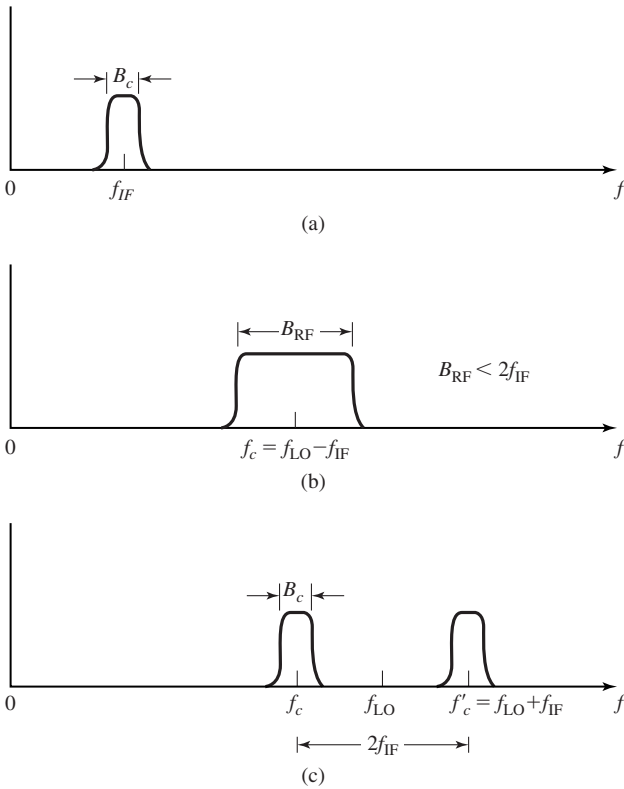 B_c
0 f_IF f
(a)
B_RF
B_RF < 2f_IF
0 f_c = f_LO − f_IF f
(b)
B_c
0 f_c f_LO f'_c = f_LO + f_IF f
2f_IF
(c)